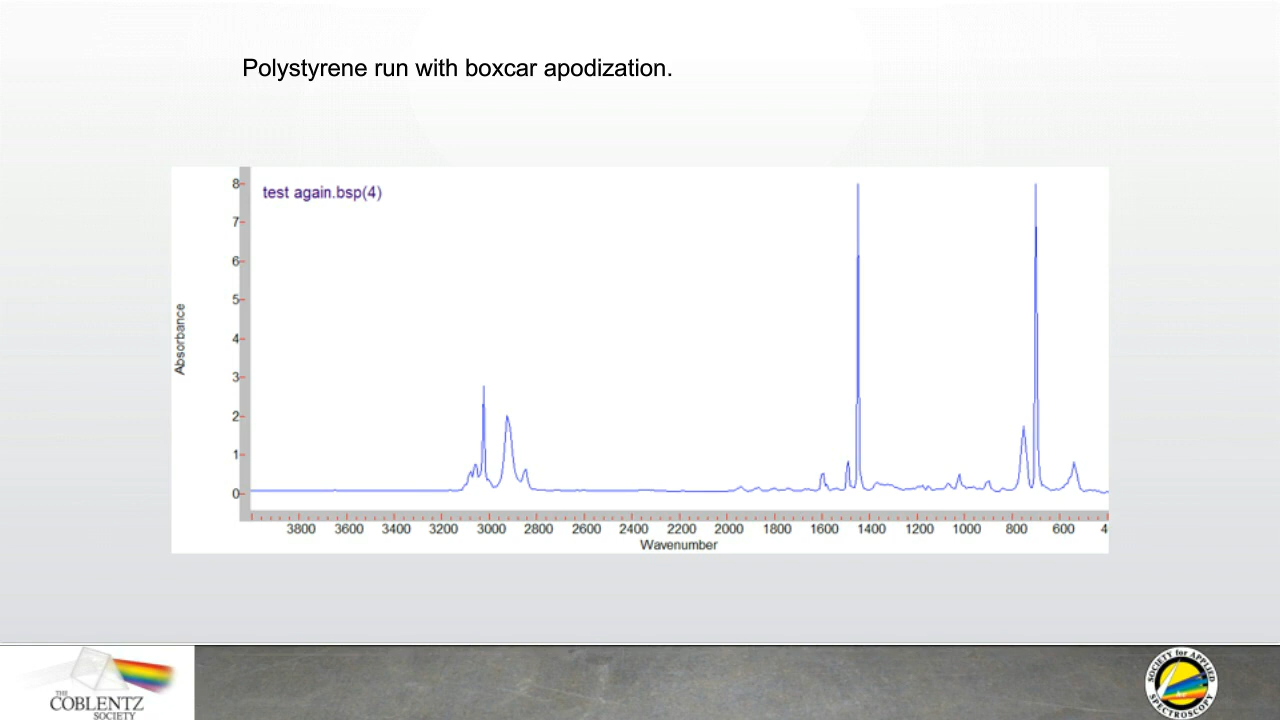 Polystyrene run with boxcar apodization.
test again.bsp(4)
8
7
6
5
4
3
2
1
0
Absorbance
3800 3600 3400 3200 3000 2800 2600 2400 2200 2000 1800 1600 1400 1200 1000 800 600 4
Wavenumber
THE
COBLENTZ
SOCIETY
SOCIETY for APPLIED
SPECTROSCOPY